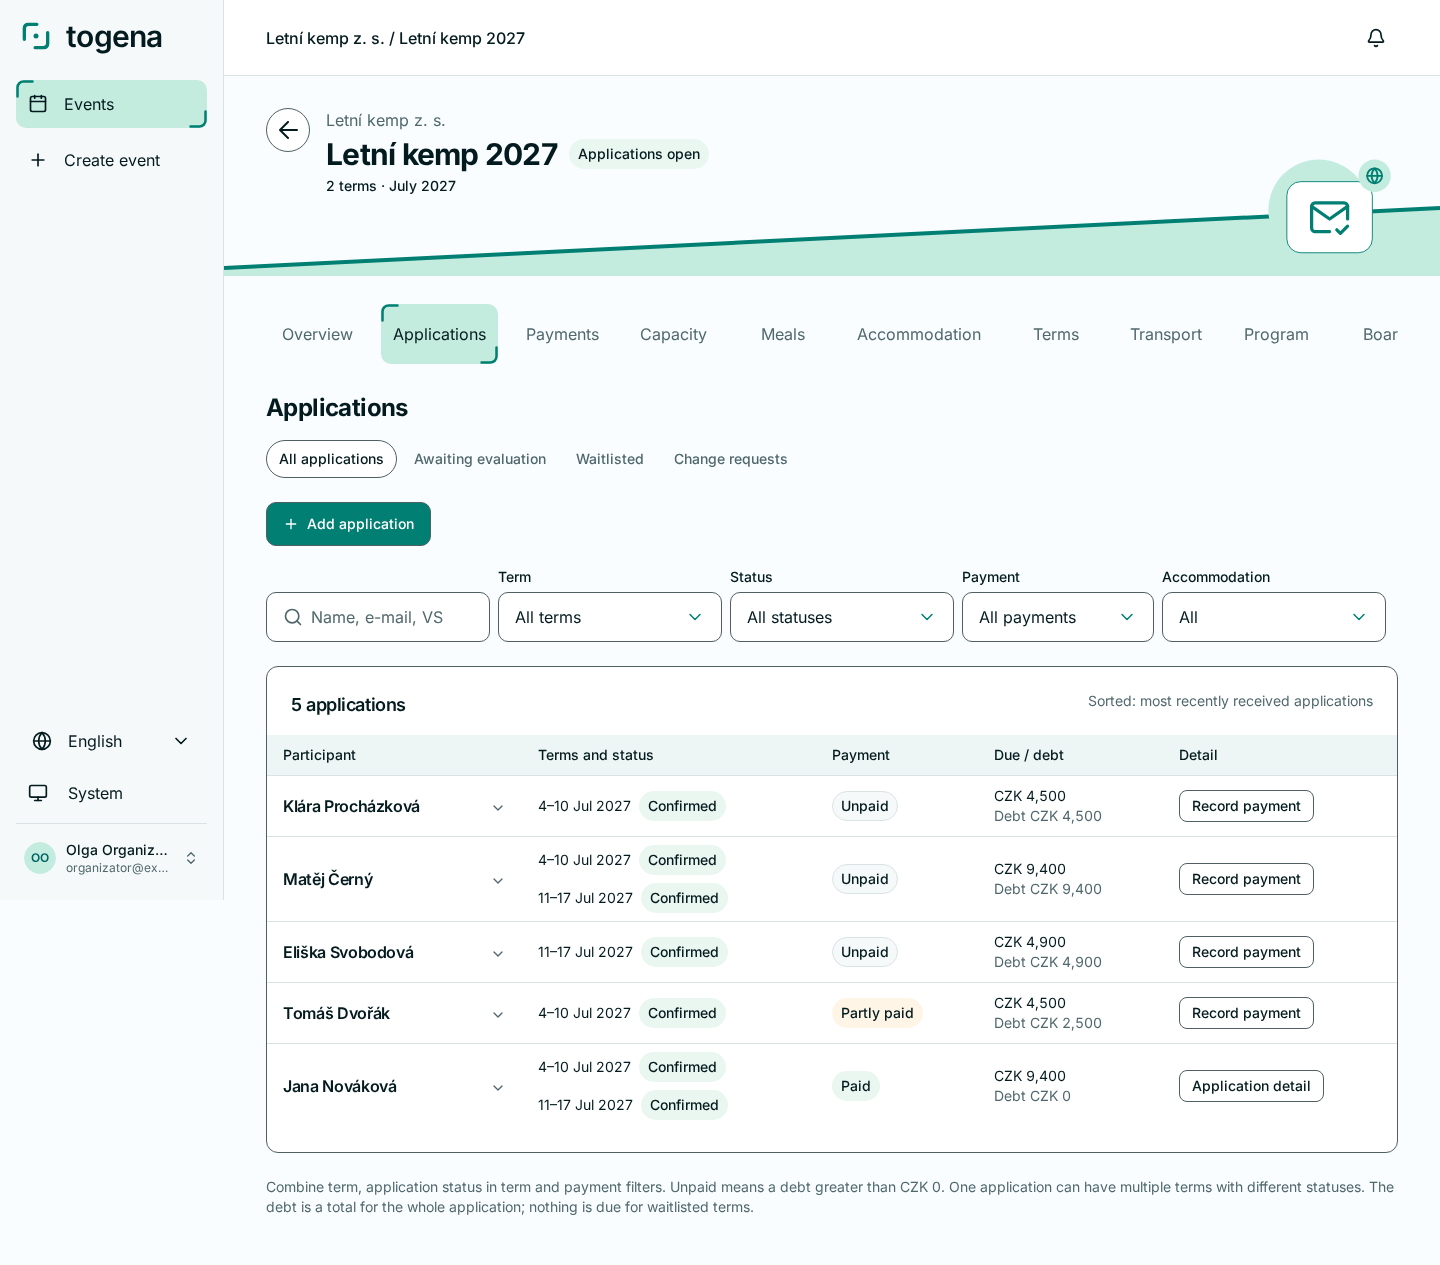 togena
Events
Create event
English
System
OO
Olga Organiz...
organizator@ex...
Letní kemp z. s. / Letní kemp 2027
Letní kemp z. s.
Letní kemp 2027
Applications open
2 terms · July 2027
Overview
Applications
Payments
Capacity
Meals
Accommodation
Terms
Transport
Program
Boar
Applications
All applications
Awaiting evaluation
Waitlisted
Change requests
Add application
Name, e-mail, VS
Term
All terms
Status
All statuses
Payment
All payments
Accommodation
All
5 applications
Sorted: most recently received applications
Participant Terms and status Payment Due / debt Detail
Klára Procházková
4–10 Jul 2027 Confirmed
Unpaid
CZK 4,500
Debt CZK 4,500
Record payment
Matěj Černý
4–10 Jul 2027 Confirmed
11–17 Jul 2027 Confirmed
Unpaid
CZK 9,400
Debt CZK 9,400
Record payment
Eliška Svobodová
11–17 Jul 2027 Confirmed
Unpaid
CZK 4,900
Debt CZK 4,900
Record payment
Tomáš Dvořák
4–10 Jul 2027 Confirmed
Partly paid
CZK 4,500
Debt CZK 2,500
Record payment
Jana Nováková
4–10 Jul 2027 Confirmed
11–17 Jul 2027 Confirmed
Paid
CZK 9,400
Debt CZK 0
Application detail
Combine term, application status in term and payment filters. Unpaid means a debt greater than CZK 0. One application can have multiple terms with different statuses. The
debt is a total for the whole application; nothing is due for waitlisted terms.